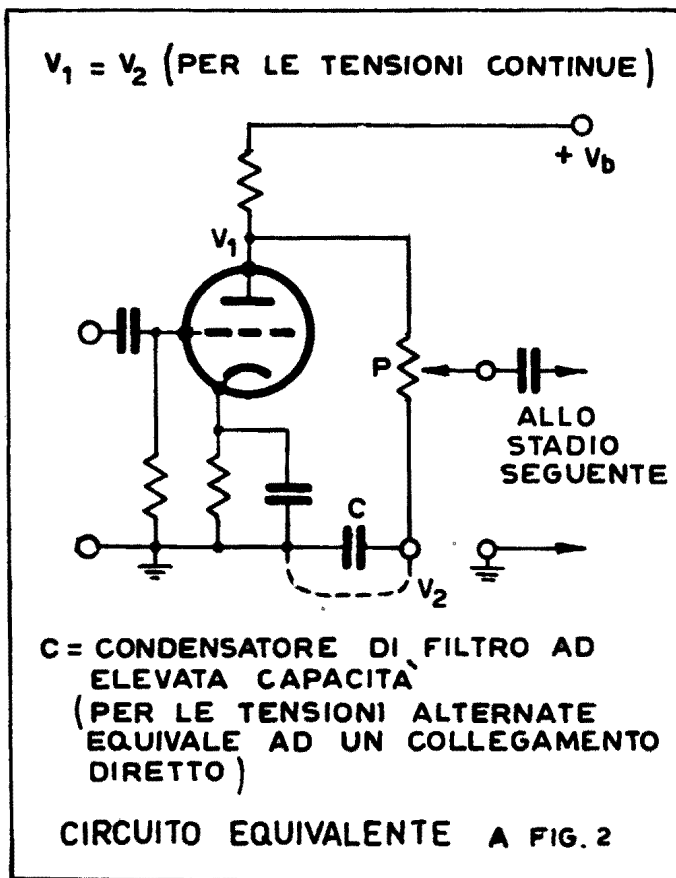 V₁ = V₂ (PER LE TENSIONI CONTINUE)
+ Vb
V₁
P
ALLO
STADIO
SEGUENTE
C
V₂
C = CONDENSATORE DI FILTRO AD
ELEVATA CAPACITÀ
(PER LE TENSIONI ALTERNATE
EQUIVALE AD UN COLLEGAMENTO
DIRETTO)
CIRCUITO EQUIVALENTE A FIG. 2